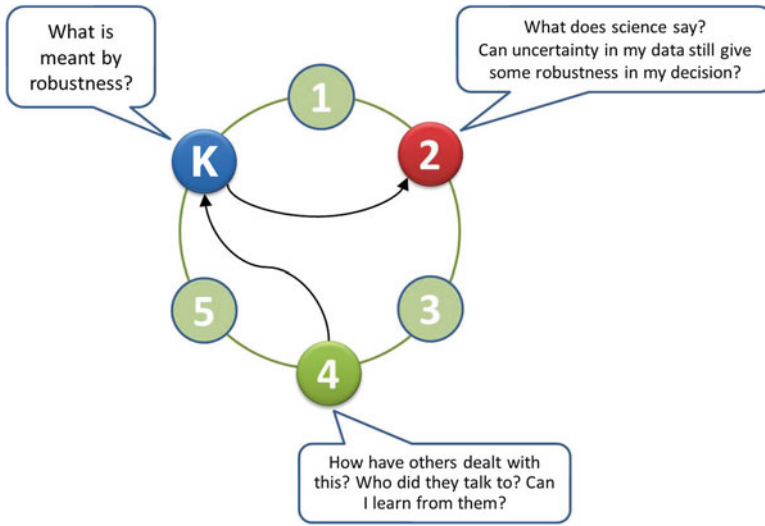 What is
meant by
robustness?
What does science say?
Can uncertainty in my data still give
some robustness in my decision?
1
K
2
5
3
4
How have others dealt with
this? Who did they talk to? Can
I learn from them?